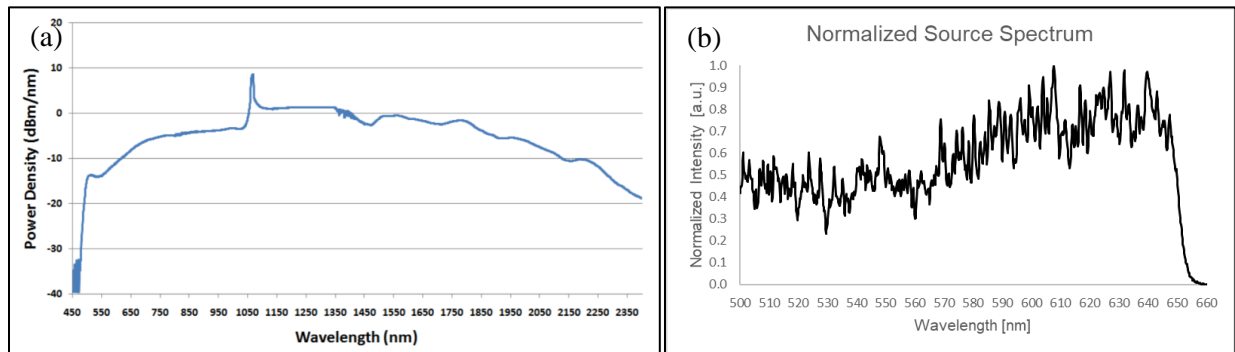 (a)
20
10
0
-10
-20
-30
-40
Power Density (dBm/nm)
450 550 650 750 850 950 1050 1150 1250 1350 1450 1550 1650 1750 1850 1950 2050 2150 2250 2350
Wavelength (nm)
(b)
Normalized Source Spectrum
1.0
0.9
0.8
0.7
0.6
0.5
0.4
0.3
0.2
0.1
0.0
Normalized Intensity [a.u.]
500 510 520 530 540 550 560 570 580 590 600 610 620 630 640 650 660
Wavelength [nm]